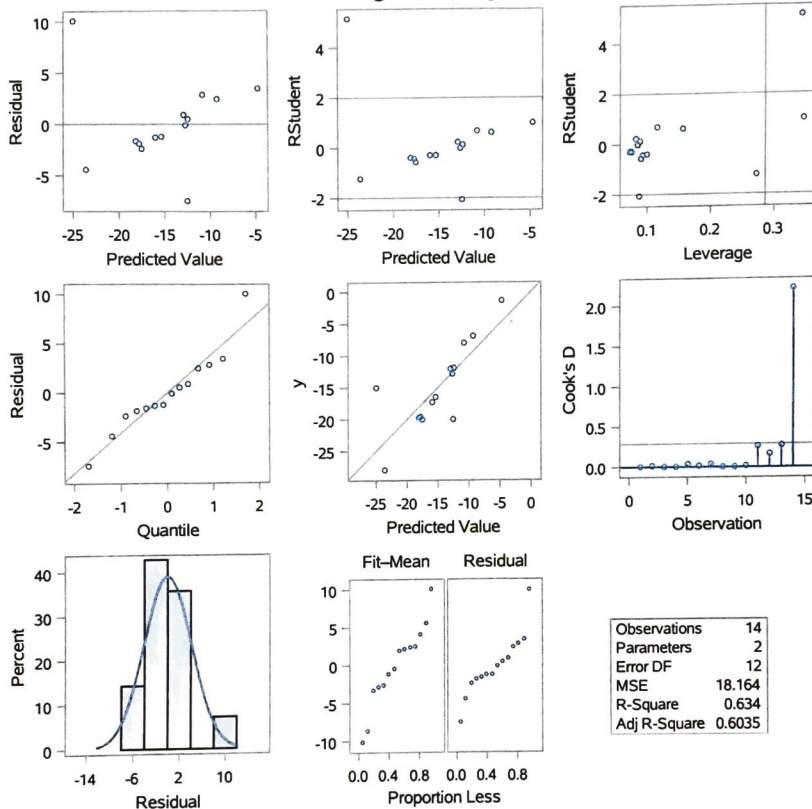 Residual
10
5
0
-5
-25 -20 -15 -10 -5
Predicted Value
RStudent
4
2
0
-2
-25 -20 -15 -10 -5
Predicted Value
RStudent
4
2
0
-2
0.1 0.2 0.3
Leverage
Residual
10
5
0
-5
-2 -1 0 1 2
Quantile
y
0
-5
-10
-15
-20
-25
-25 -20 -15 -10 -5 0
Predicted Value
Cook's D
2.0
1.5
1.0
0.5
0.0
0 5 10 15
Observation
Percent
40
30
20
10
0
-14 -6 2 10
Residual
Fit–Mean Residual
10
5
0
-5
-10
0.0 0.4 0.8 0.0 0.4 0.8
Proportion Less
Observations 14
Parameters 2
Error DF 12
MSE 18.164
R-Square 0.634
Adj R-Square 0.6035